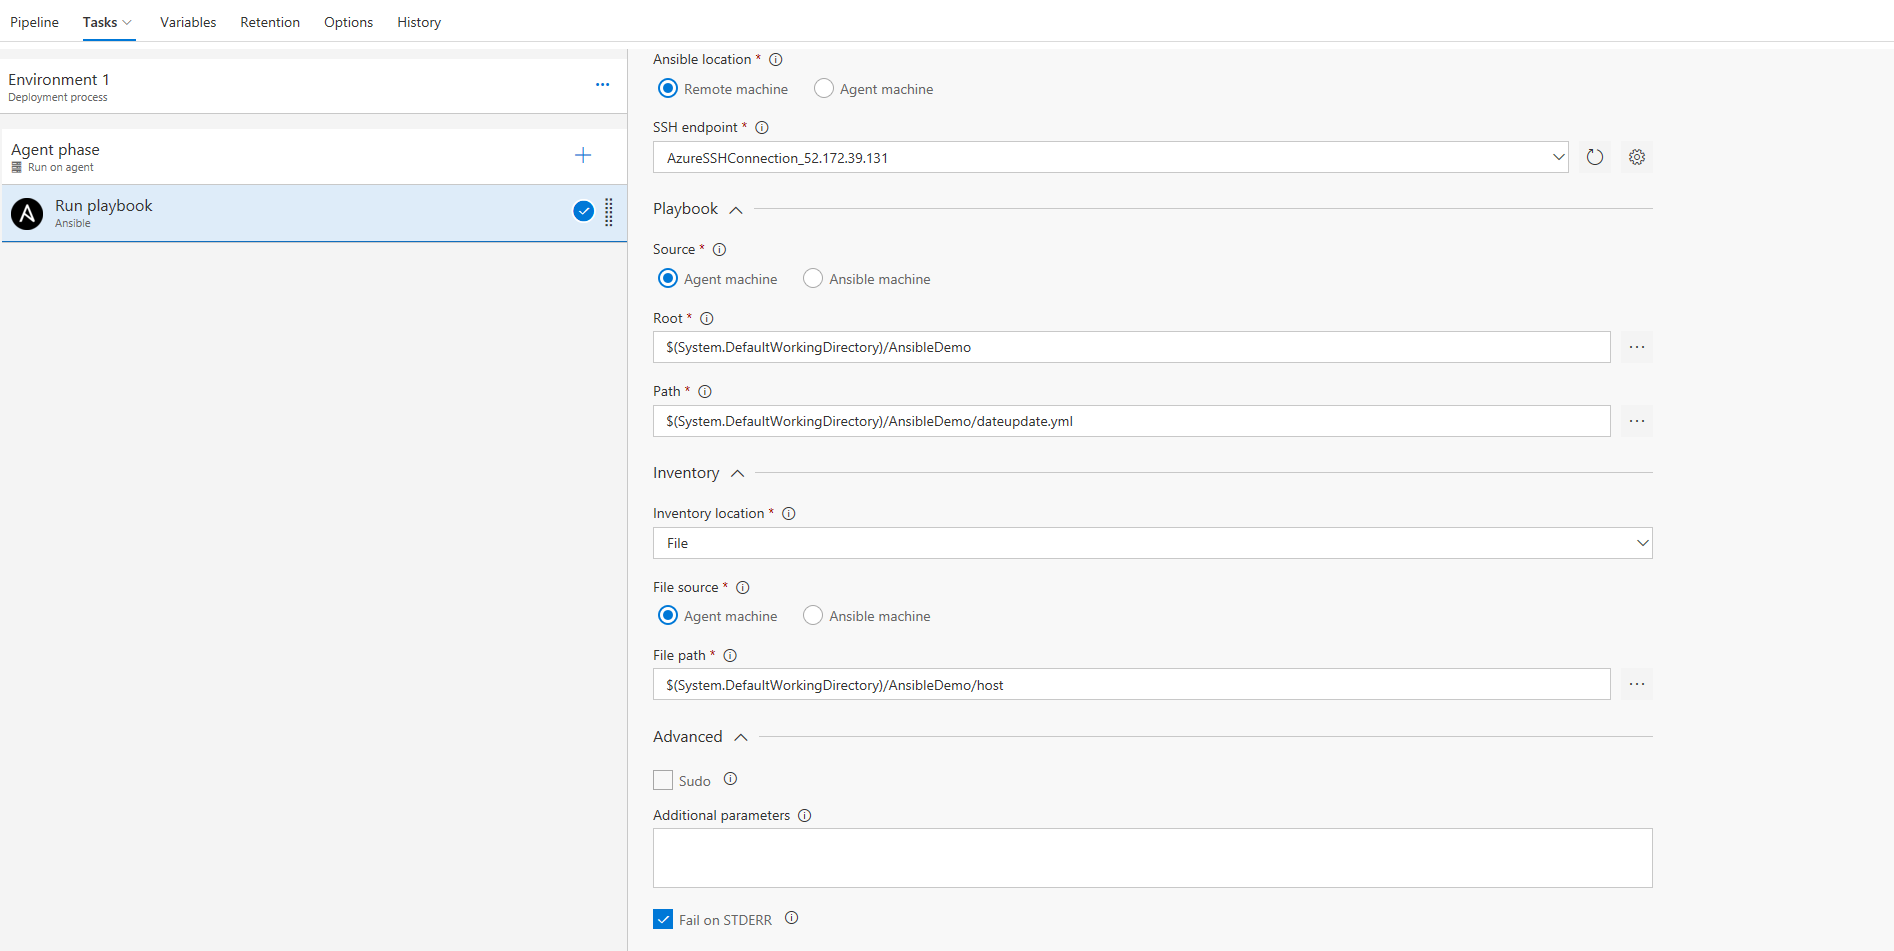 Pipeline Tasks Variables Retention Options History
Environment 1
Deployment process
Agent phase
Run on agent
Run playbook
Ansible
Ansible location *
Remote machine Agent machine
SSH endpoint *
AzureSSHConnection_52.172.39.131
Playbook
Source *
Agent machine Ansible machine
Root *
$(System.DefaultWorkingDirectory)/AnsibleDemo
Path *
$(System.DefaultWorkingDirectory)/AnsibleDemo/dateupdate.yml
Inventory
Inventory location *
File
File source *
Agent machine Ansible machine
File path *
$(System.DefaultWorkingDirectory)/AnsibleDemo/host
Advanced
Sudo
Additional parameters
Fail on STDERR